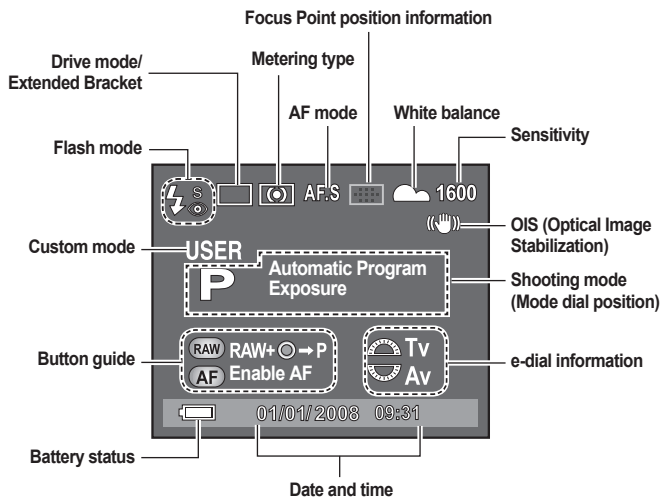 Focus Point position information
Drive mode/
Extended Bracket
Metering type
AF mode
White balance
Sensitivity
Flash mode
S
AF.S
1600
OIS (Optical Image
Stabilization)
Custom mode
USER
P
Automatic Program
Exposure
Shooting mode
(Mode dial position)
Button guide
RAW RAW+ → P
AF Enable AF
Tv
Av
e-dial information
01/01/2008 09:31
Battery status
Date and time